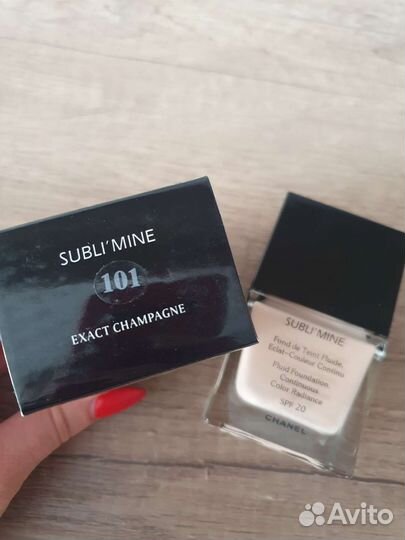 SUBLI'MINE
101
EXACT CHAMPAGNE
SUBLI'MINE
Fond de Teint Fluide,
Eclat-Couleur Continu
Fluid Foundation,
Continuous
Color Radiance
SPF 20
CHANEL
Avito